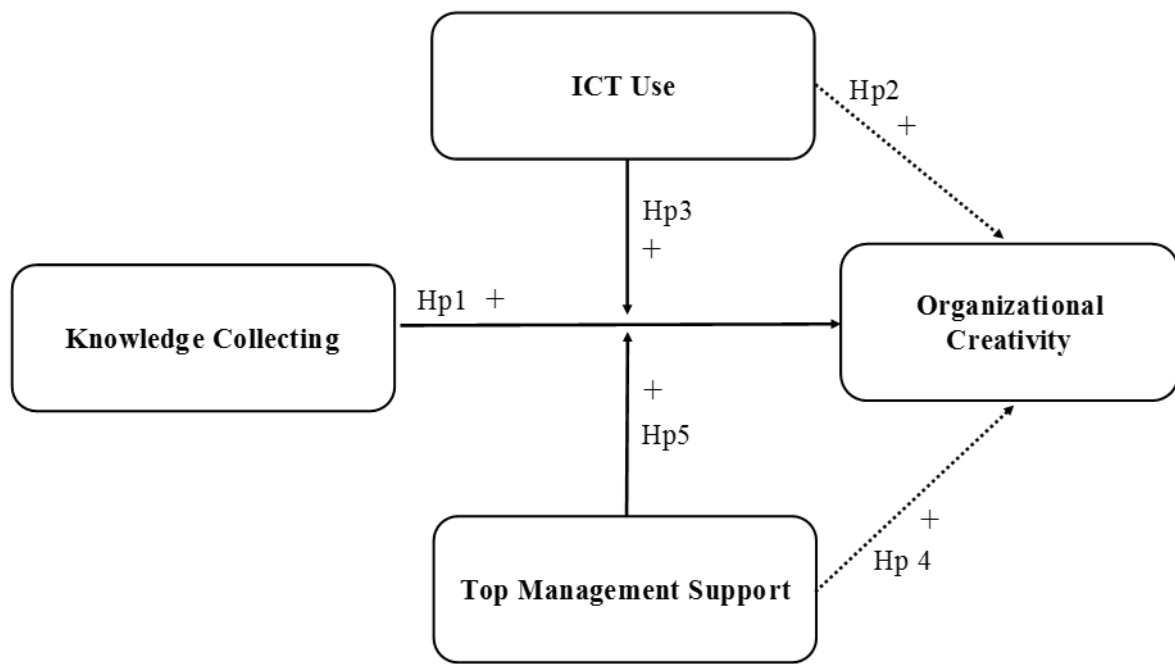 ICT Use
Hp2
+
Hp3
+
Hp1 +
Knowledge Collecting
Organizational
Creativity
+
Hp5
+
Hp 4
Top Management Support